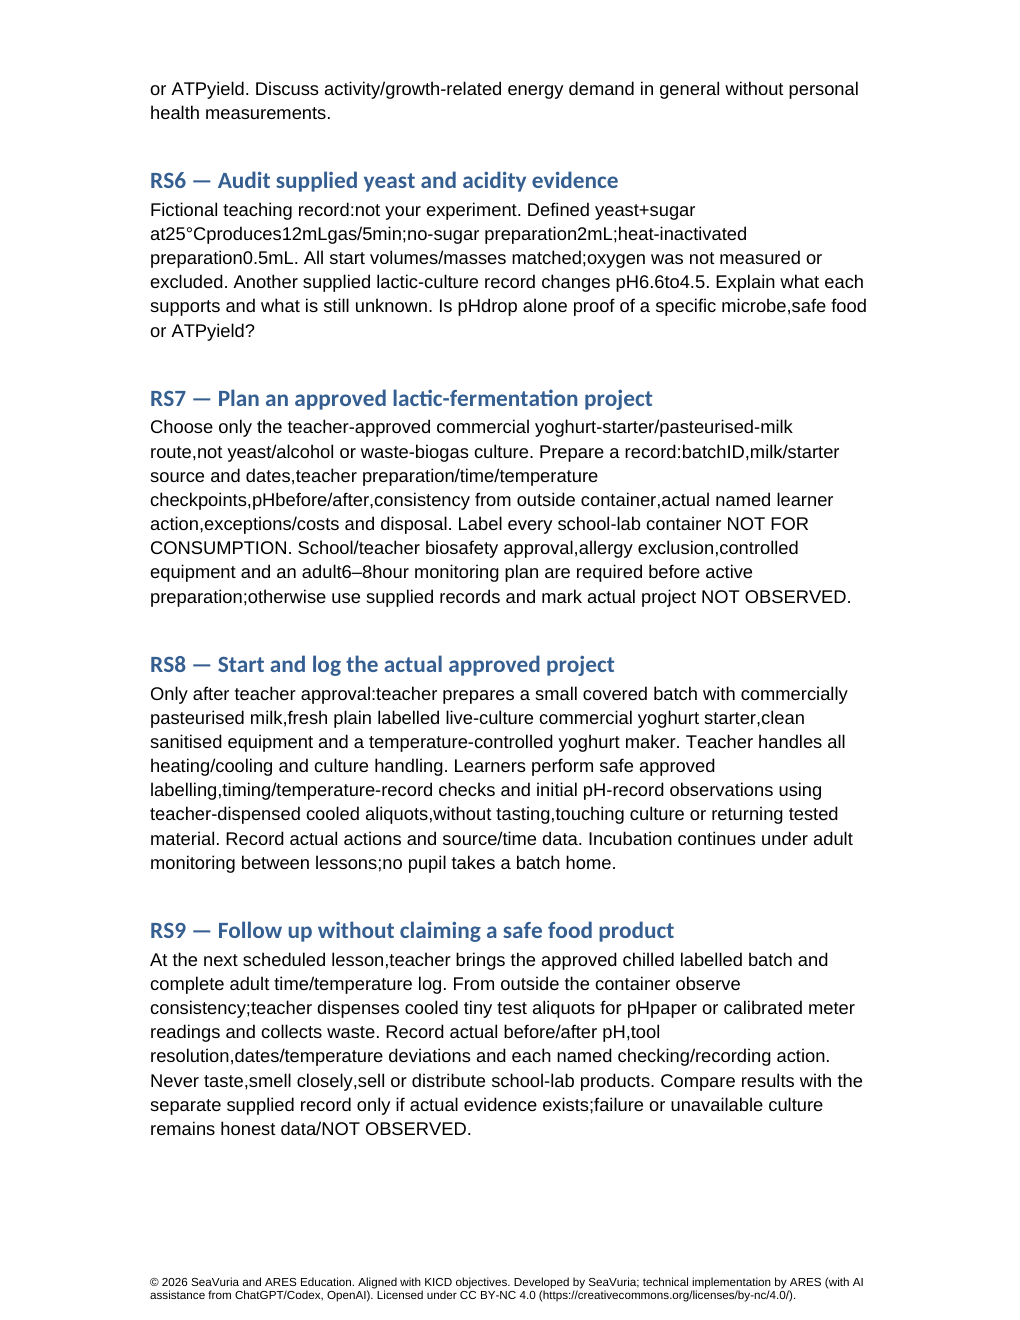 or ATPyield. Discuss activity/growth-related energy demand in general without personal
health measurements.
RS6 — Audit supplied yeast and acidity evidence
Fictional teaching record:not your experiment. Defined yeast+sugar
at25°Cproduces12mLgas/5min;no-sugar preparation2mL;heat-inactivated
preparation0.5mL. All start volumes/masses matched;oxygen was not measured or
excluded. Another supplied lactic-culture record changes pH6.6to4.5. Explain what each
supports and what is still unknown. Is pHdrop alone proof of a specific microbe,safe food
or ATPyield?
RS7 — Plan an approved lactic-fermentation project
Choose only the teacher-approved commercial yoghurt-starter/pasteurised-milk
route,not yeast/alcohol or waste-biogas culture. Prepare a record:batchID,milk/starter
source and dates,teacher preparation/time/temperature
checkpoints,pHbefore/after,consistency from outside container,actual named learner
action,exceptions/costs and disposal. Label every school-lab container NOT FOR
CONSUMPTION. School/teacher biosafety approval,allergy exclusion,controlled
equipment and an adult6–8hour monitoring plan are required before active
preparation;otherwise use supplied records and mark actual project NOT OBSERVED.
RS8 — Start and log the actual approved project
Only after teacher approval:teacher prepares a small covered batch with commercially
pasteurised milk,fresh plain labelled live-culture commercial yoghurt starter,clean
sanitised equipment and a temperature-controlled yoghurt maker. Teacher handles all
heating/cooling and culture handling. Learners perform safe approved
labelling,timing/temperature-record checks and initial pH-record observations using
teacher-dispensed cooled aliquots,without tasting,touching culture or returning tested
material. Record actual actions and source/time data. Incubation continues under adult
monitoring between lessons;no pupil takes a batch home.
RS9 — Follow up without claiming a safe food product
At the next scheduled lesson,teacher brings the approved chilled labelled batch and
complete adult time/temperature log. From outside the container observe
consistency;teacher dispenses cooled tiny test aliquots for pHpaper or calibrated meter
readings and collects waste. Record actual before/after pH,tool
resolution,dates/temperature deviations and each named checking/recording action.
Never taste,smell closely,sell or distribute school-lab products. Compare results with the
separate supplied record only if actual evidence exists;failure or unavailable culture
remains honest data/NOT OBSERVED.
© 2026 SeaVuria and ARES Education. Aligned with KICD objectives. Developed by SeaVuria; technical implementation by ARES (with AI
assistance from ChatGPT/Codex, OpenAI). Licensed under CC BY-NC 4.0 (https://creativecommons.org/licenses/by-nc/4.0/).